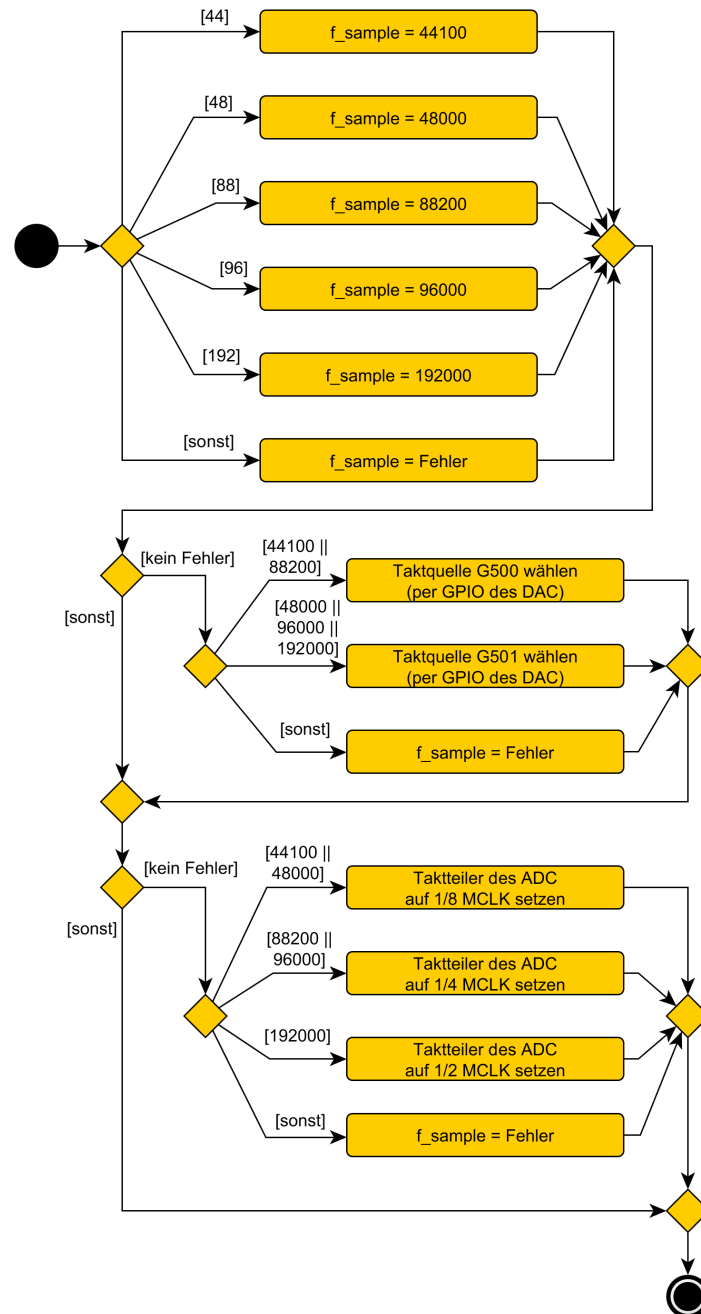 [44]
f_sample = 44100
[48]
f_sample = 48000
[88]
f_sample = 88200
[96]
f_sample = 96000
[192]
f_sample = 192000
[sonst]
f_sample = Fehler
[kein Fehler]
[sonst]
[44100 ||
88200]
Taktquelle G500 wählen
(per GPIO des DAC)
[48000 ||
96000 ||
192000]
Taktquelle G501 wählen
(per GPIO des DAC)
[sonst]
f_sample = Fehler
[kein Fehler]
[sonst]
[44100 ||
48000]
Taktteiler des ADC
auf 1/8 MCLK setzen
[88200 ||
96000]
Taktteiler des ADC
auf 1/4 MCLK setzen
[192000]
Taktteiler des ADC
auf 1/2 MCLK setzen
[sonst]
f_sample = Fehler